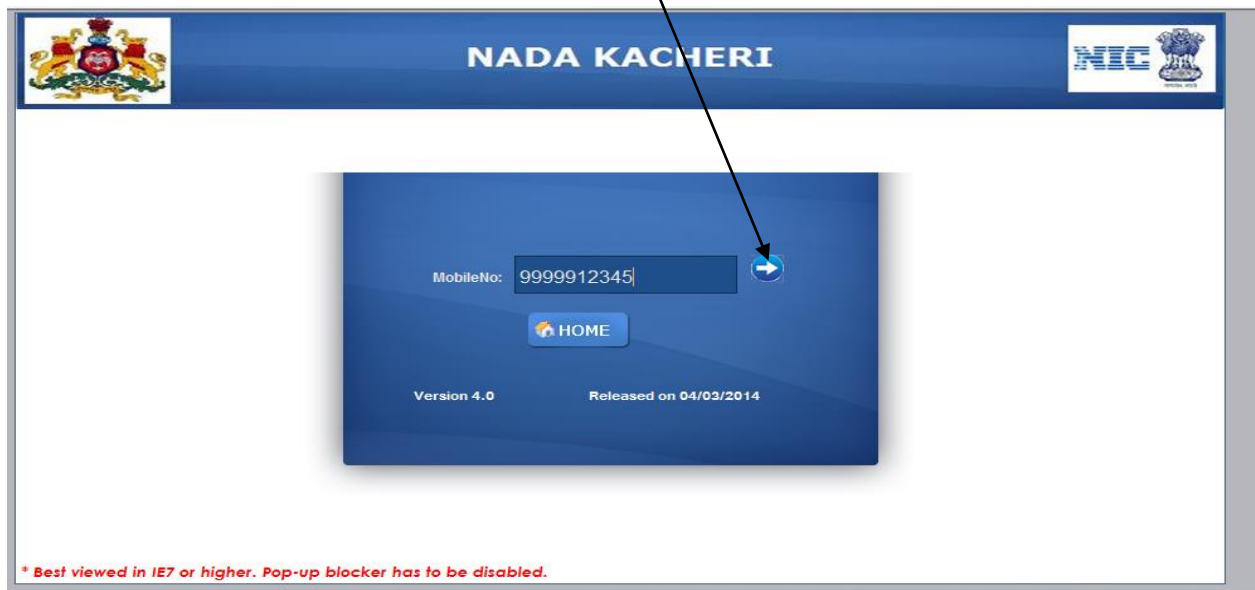 NADA KACHERI
NIC
MobileNo: 9999912345
HOME
Version 4.0 Released on 04/03/2014
* Best viewed in IE7 or higher. Pop-up blocker has to be disabled.